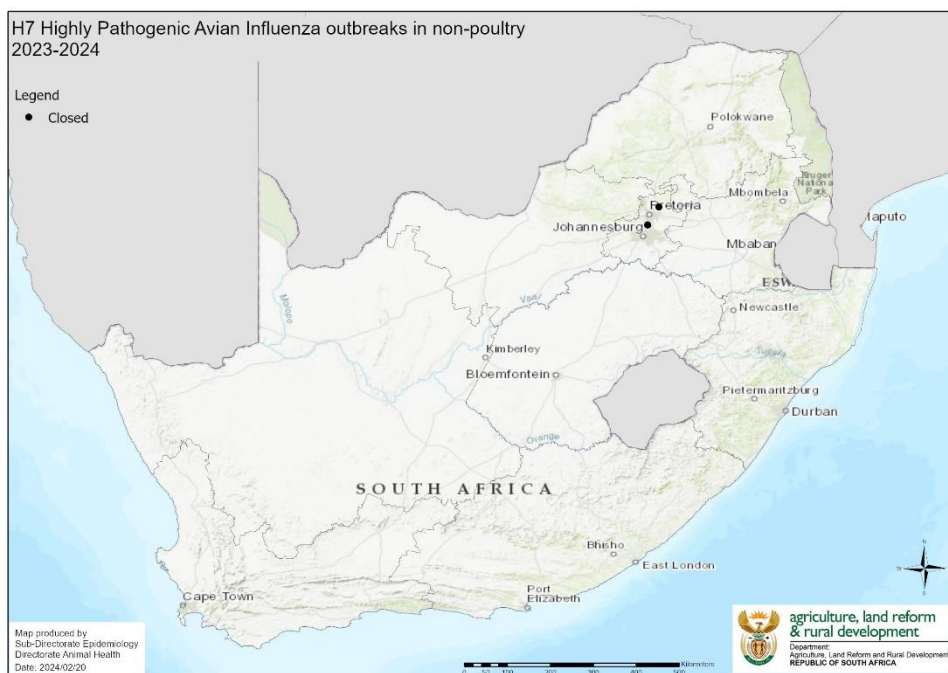 H7 Highly Pathogenic Avian Influenza outbreaks in non-poultry
2023-2024
Legend
Closed
Polokwane
Kruger
National
Park
Mbombela
Pretoria
Maputo
Johannesburg
Mbaban
ESW
Vaal
Molopo
Newcastle
Kimberley
Tugela
Bloemfontein
Pietermaritzburg
Durban
Orange
SOUTH AFRICA
Bhisho
East London
Port
Elizabeth
Cape Town
Map produced by
Sub-Directorate Epidemiology
Directorate Animal Health
Date: 2024/02/20
Kilometers
agriculture, land reform
& rural development
Department:
Agriculture, Land Reform and Rural Development
REPUBLIC OF SOUTH AFRICA